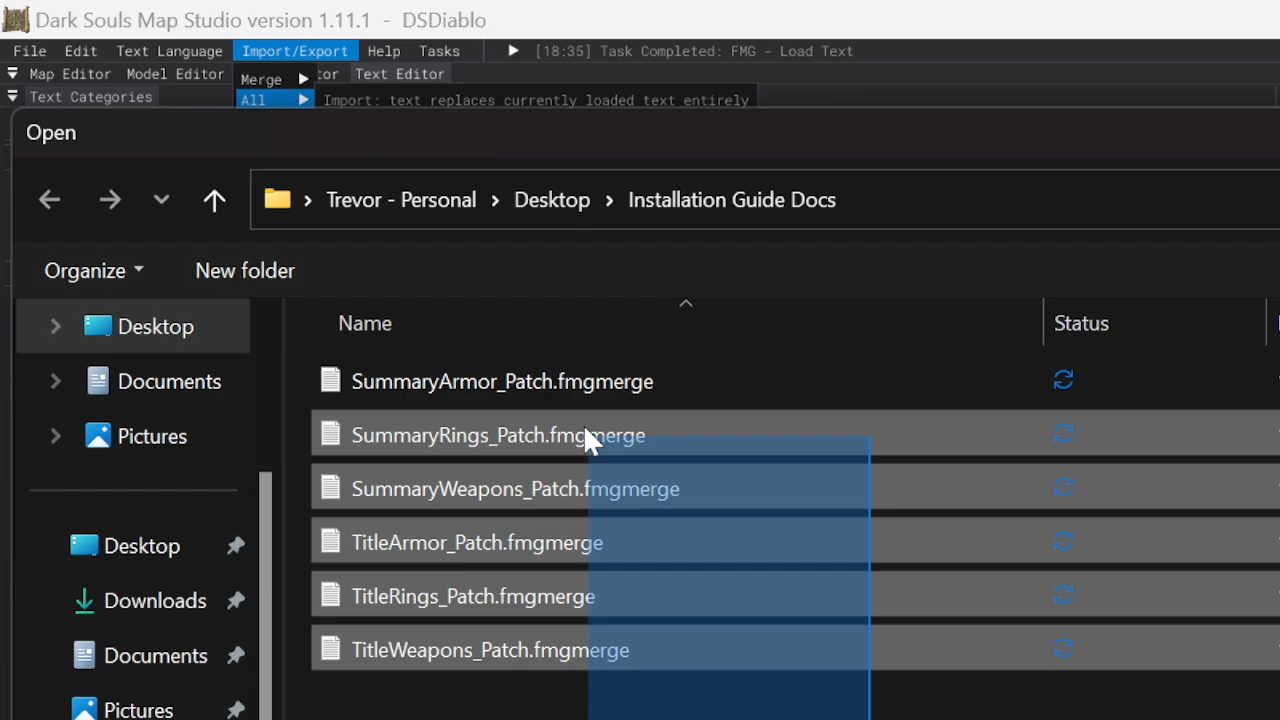 Dark Souls Map Studio version 1.11.1 - DSDiablo
File Edit Text Language Import/Export Help Tasks [18:35] Task Completed: FMG - Load Text
Map Editor Model Editor tor Text Editor
Merge
Text Categories
All Import: text replaces currently loaded text entirely
Open
Trevor - Personal Desktop Installation Guide Docs
Organize New folder
Name Status
Desktop
Documents
Pictures
SummaryArmor_Patch.fmgmerge
SummaryRings_Patch.fmgmerge
SummaryWeapons_Patch.fmgmerge
TitleArmor_Patch.fmgmerge
TitleRings_Patch.fmgmerge
TitleWeapons_Patch.fmgmerge
Desktop
Downloads
Documents
Pictures